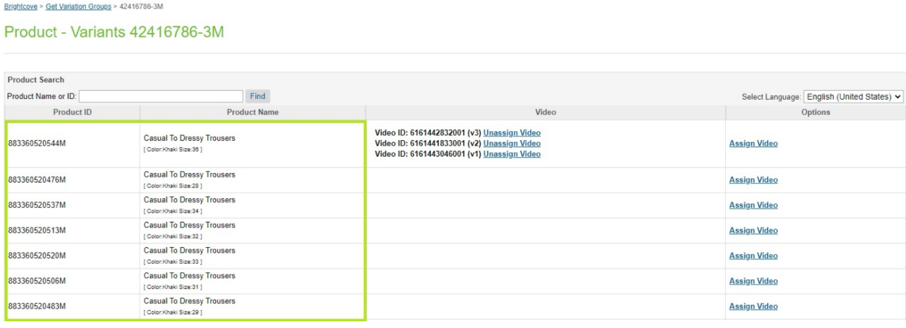 Brightcove > Get Variation Groups > 42416786-3M
Product - Variants 42416786-3M
Product Search
Product Name or ID: Find Select Language: English (United States)
Product ID Product Name Video Options
883360520544M
Casual To Dressy Trousers
[ Color:Khaki Size:36 ]
Video ID: 6161442832001 (v3) Unassign Video
Video ID: 6161441833001 (v2) Unassign Video
Video ID: 6161443046001 (v1) Unassign Video
Assign Video
883360520476M
Casual To Dressy Trousers
[ Color:Khaki Size:28 ]
Assign Video
883360520537M
Casual To Dressy Trousers
[ Color:Khaki Size:34 ]
Assign Video
883360520513M
Casual To Dressy Trousers
[ Color:Khaki Size:32 ]
Assign Video
883360520520M
Casual To Dressy Trousers
[ Color:Khaki Size:33 ]
Assign Video
883360520506M
Casual To Dressy Trousers
[ Color:Khaki Size:31 ]
Assign Video
883360520483M
Casual To Dressy Trousers
[ Color:Khaki Size:29 ]
Assign Video